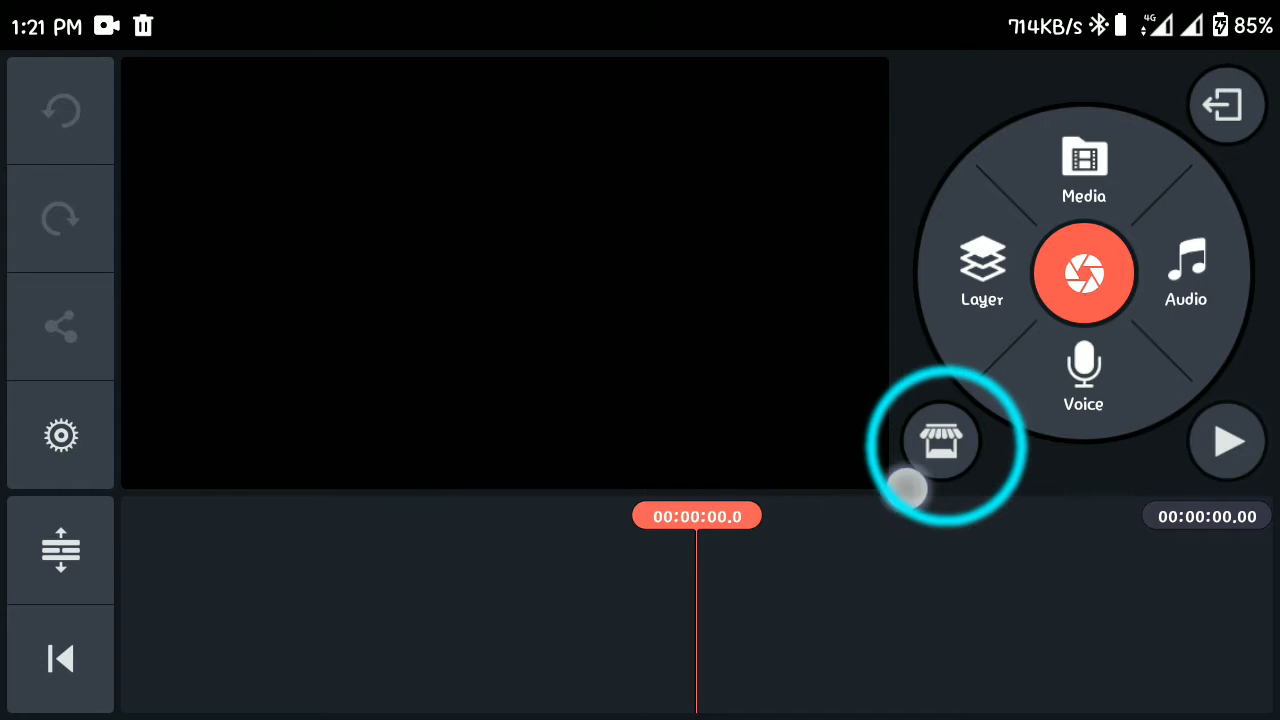 1:21 PM
714KB/s 4G 85%
Media
Layer
Audio
Voice
00:00:00.0
00:00:00.00